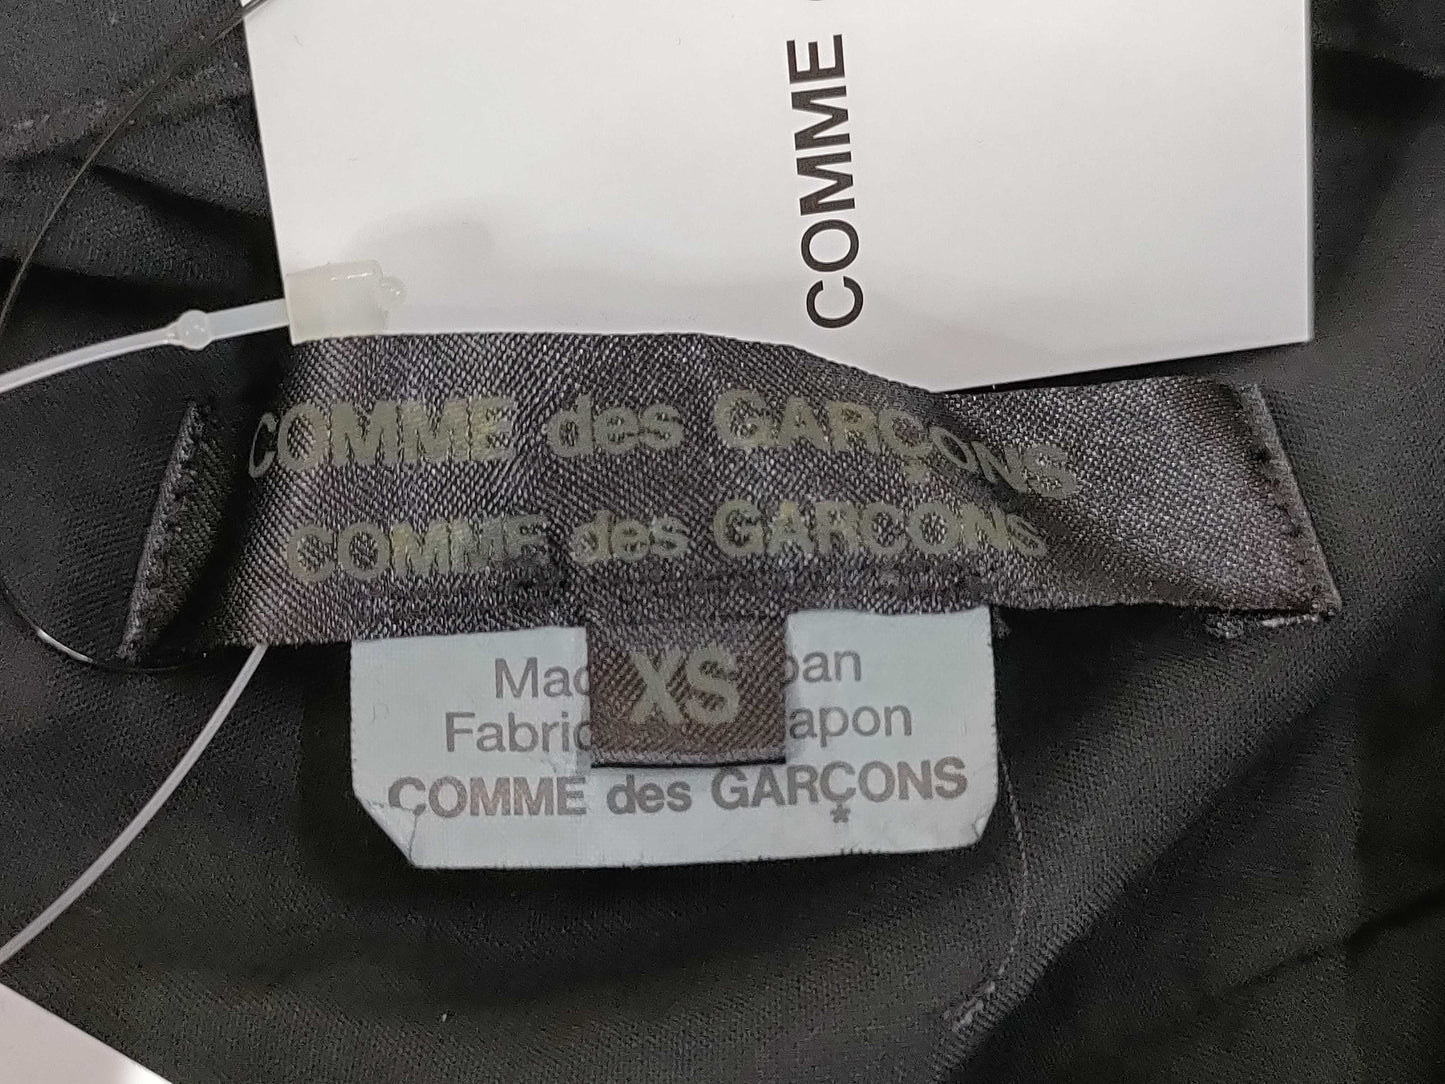 COMME
COMME des GARÇONS
COMME des GARÇONS
XS
Mad pan
Fabric apon
COMME des GARÇONS
*